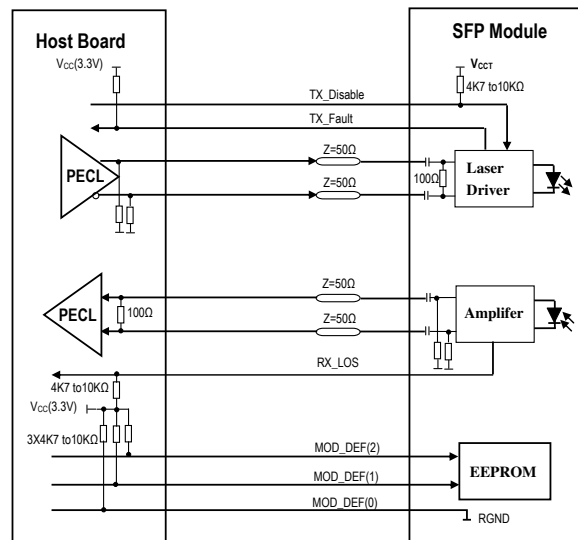 Host Board
SFP Module
VCC(3.3V)
VCCT
4K7 to10KΩ
TX_Disable
TX_Fault
PECL
Z=50Ω
Z=50Ω
100Ω
Laser
Driver
PECL
100Ω
Z=50Ω
Z=50Ω
Amplifer
RX_LOS
4K7 to10KΩ
VCC(3.3V)
3X4K7 to10KΩ
MOD_DEF(2)
MOD_DEF(1)
MOD_DEF(0)
EEPROM
RGND